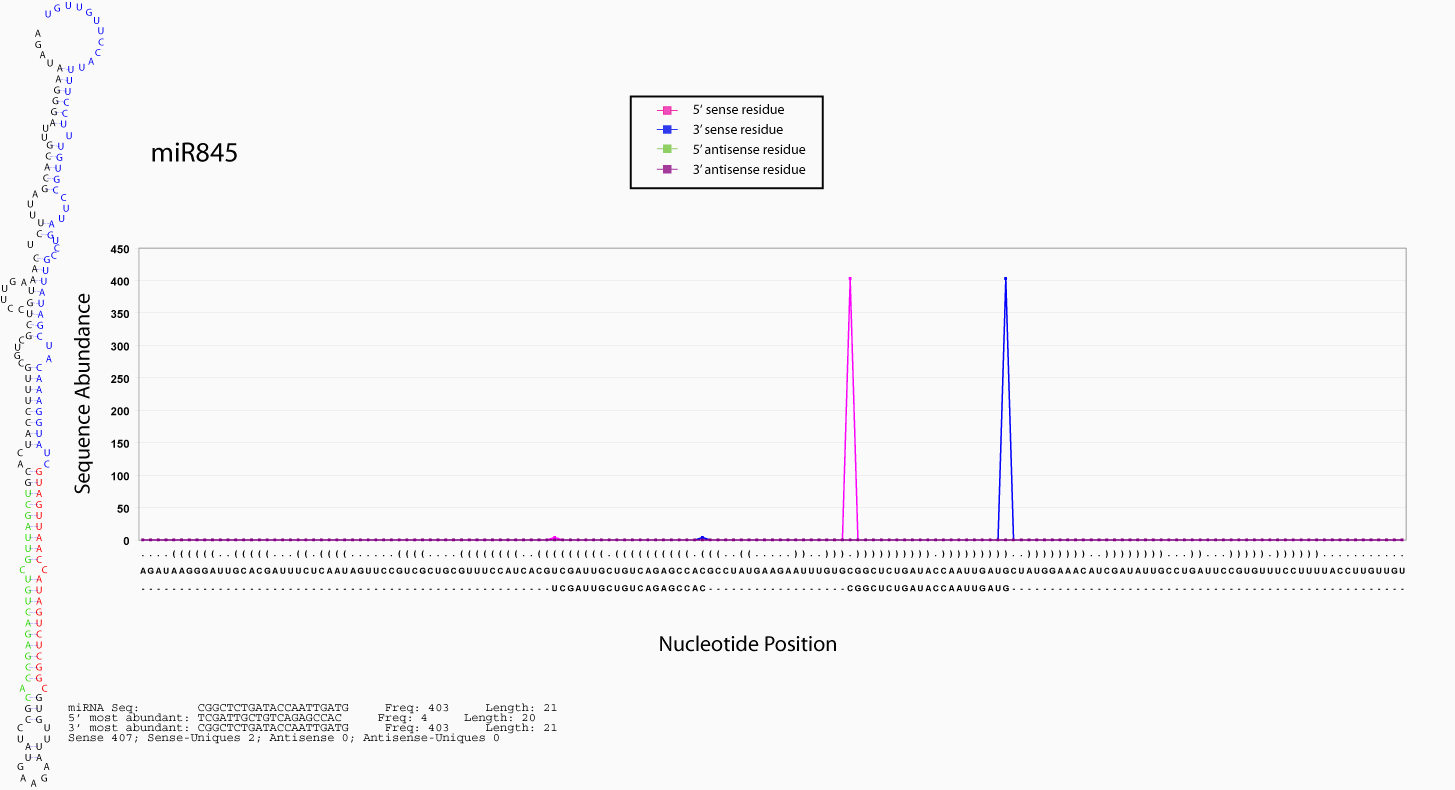 miR845
5' sense residue
3' sense residue
5' antisense residue
3' antisense residue
Sequence Abundance
450
400
350
300
250
200
150
100
50
0
AGAUAAGGGAUUGCACGAUUUCUCAAUAGUUCCGUCGCUGCGUUUCCAUCACGUCGAUUGCUGUCAGAGCCACGCCUAUGAAGAAUUUGUGCGGCUCUGAUACCAAUUGAUGCUAUGGAAACAUCGAUAUUGCCUGAUUCCGUGUUUCCUUUUACCUUGUUGU
UCGAUUGCUGUCAGAGCCAC CGGCUCUGAUACCAAUUGAUG
Nucleotide Position
miRNA Seq: CGGCTCTGATACCAATTGATG Freq: 403 Length: 21
5' most abundant: TCGATTGCTGTCAGAGCCAC Freq: 4 Length: 20
3' most abundant: CGGCTCTGATACCAATTGATG Freq: 403 Length: 21
Sense 407; Sense-Uniques 2; Antisense 0; Antisense-Uniques 0